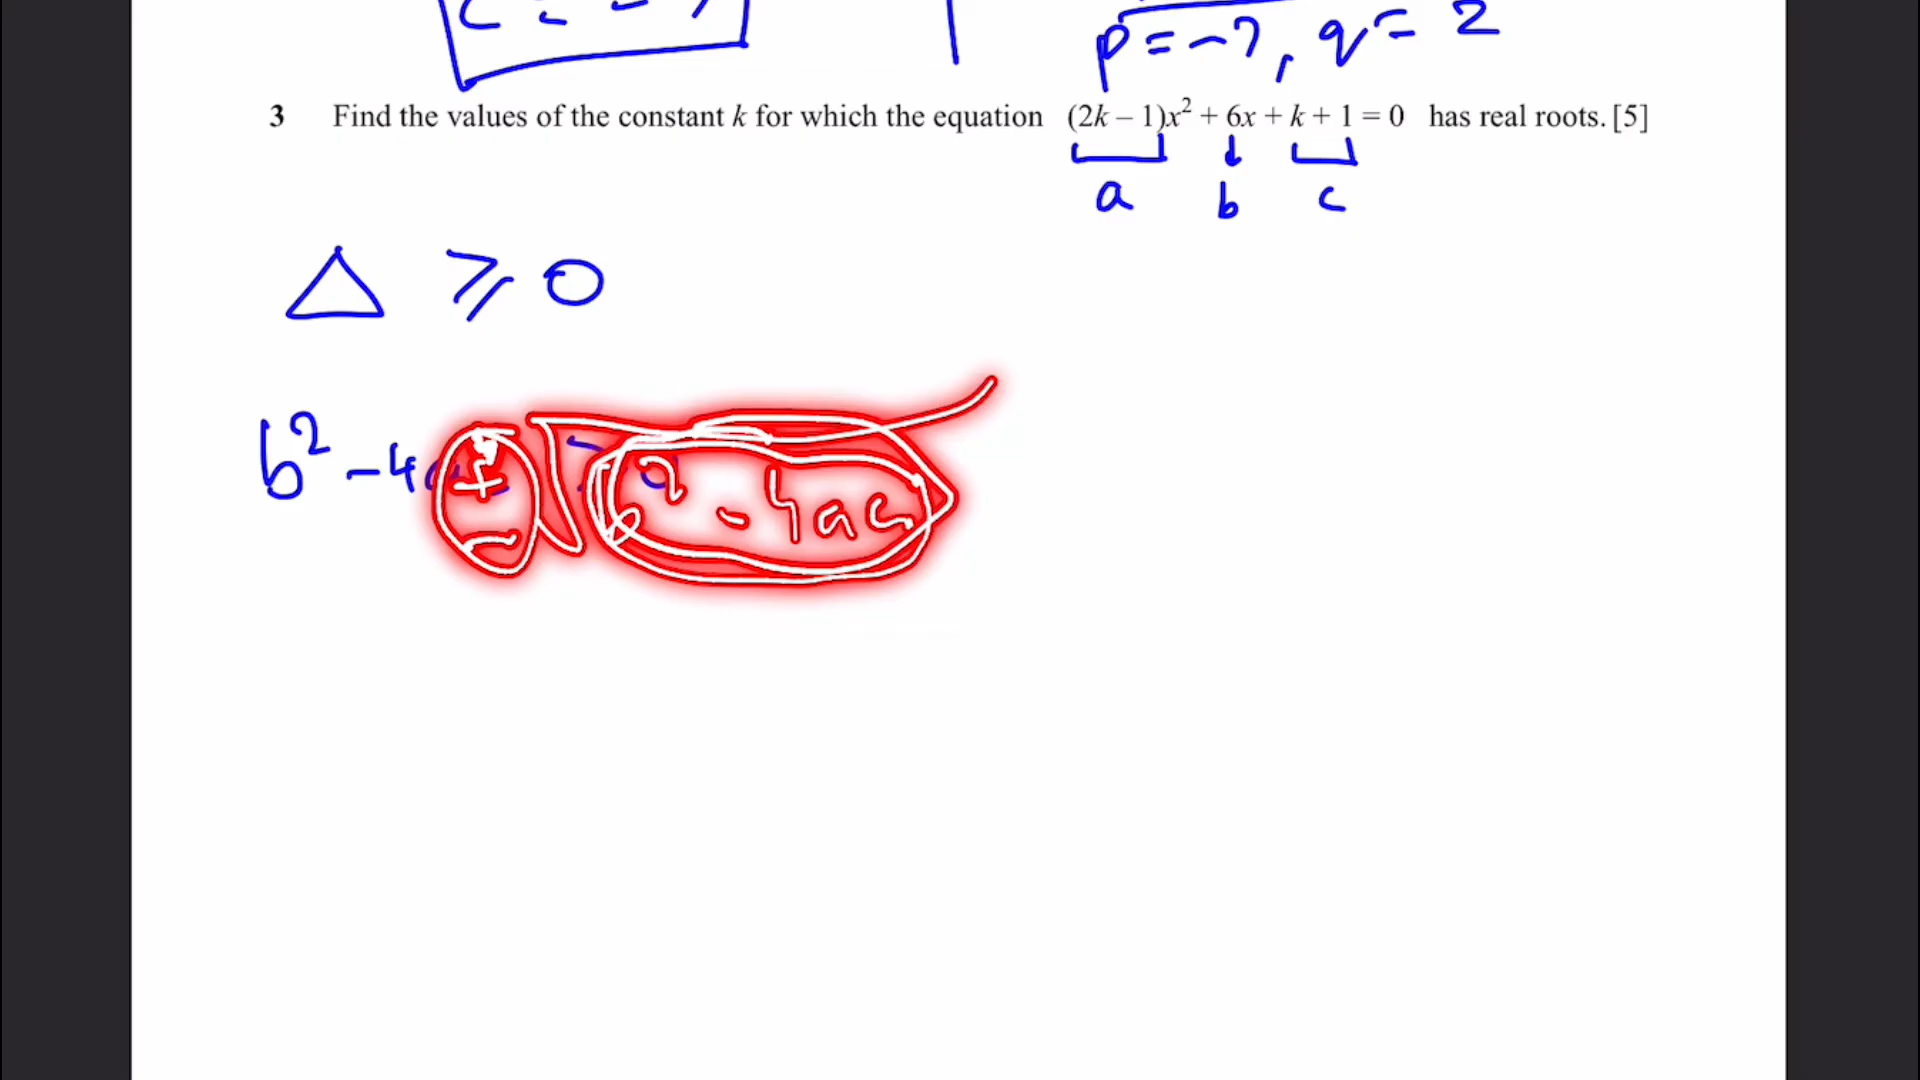 p = -7, q = 2
3 Find the values of the constant k for which the equation (2k – 1)x² + 6x + k + 1 = 0 has real roots. [5]
a b c
Δ ⩾ 0
b² - 4a
± √b² - 4ac